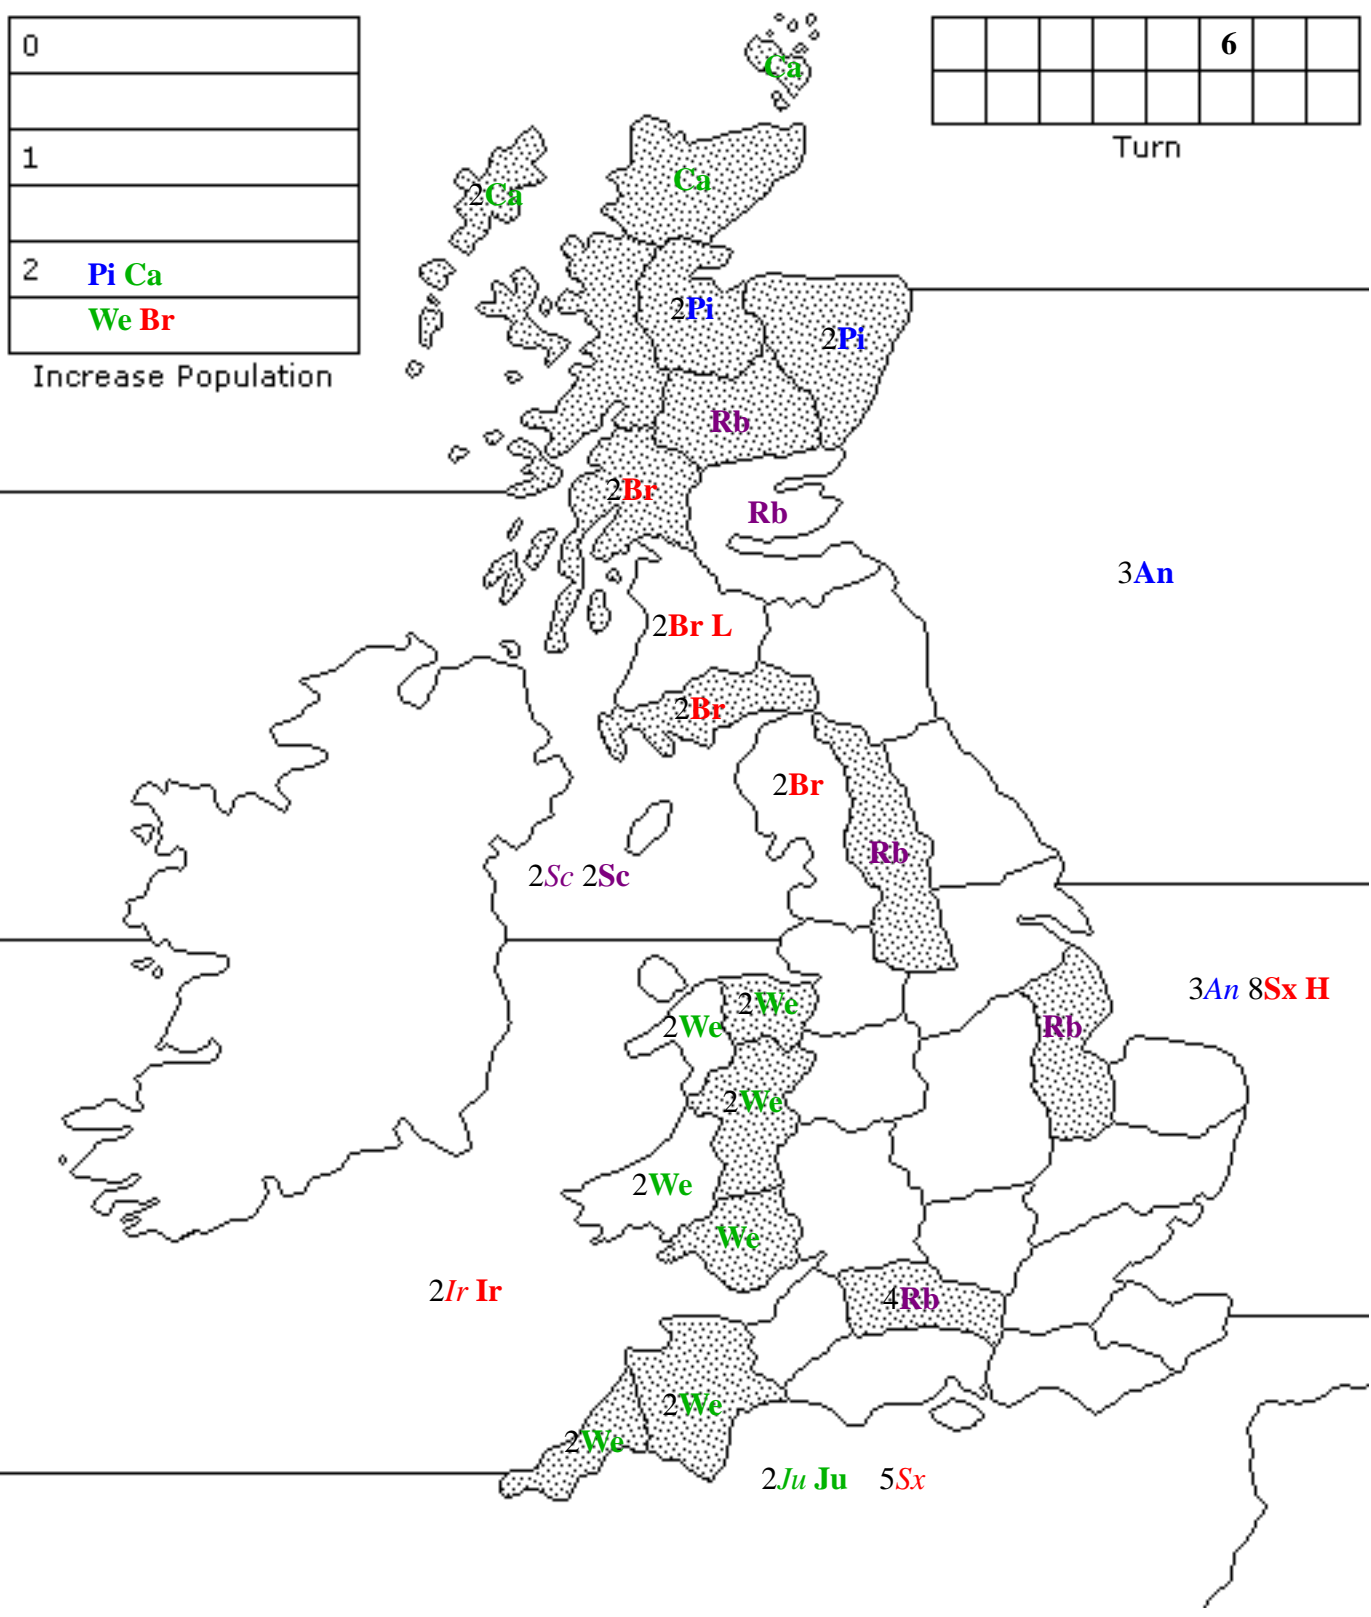 0
1
2 Pi Ca
We Br
Increase Population
6
Turn
Ca
Ca
2Ca
2Pi
2Pi
Rb
2Br
Rb
3An
2Br L
2Br
2Br
Rb
2Sc 2Sc
3An 8Sx H
2We
2We
Rb
2We
2We
We
2Ir Ir
4Rb
2We
2We
2Ju Ju 5Sx